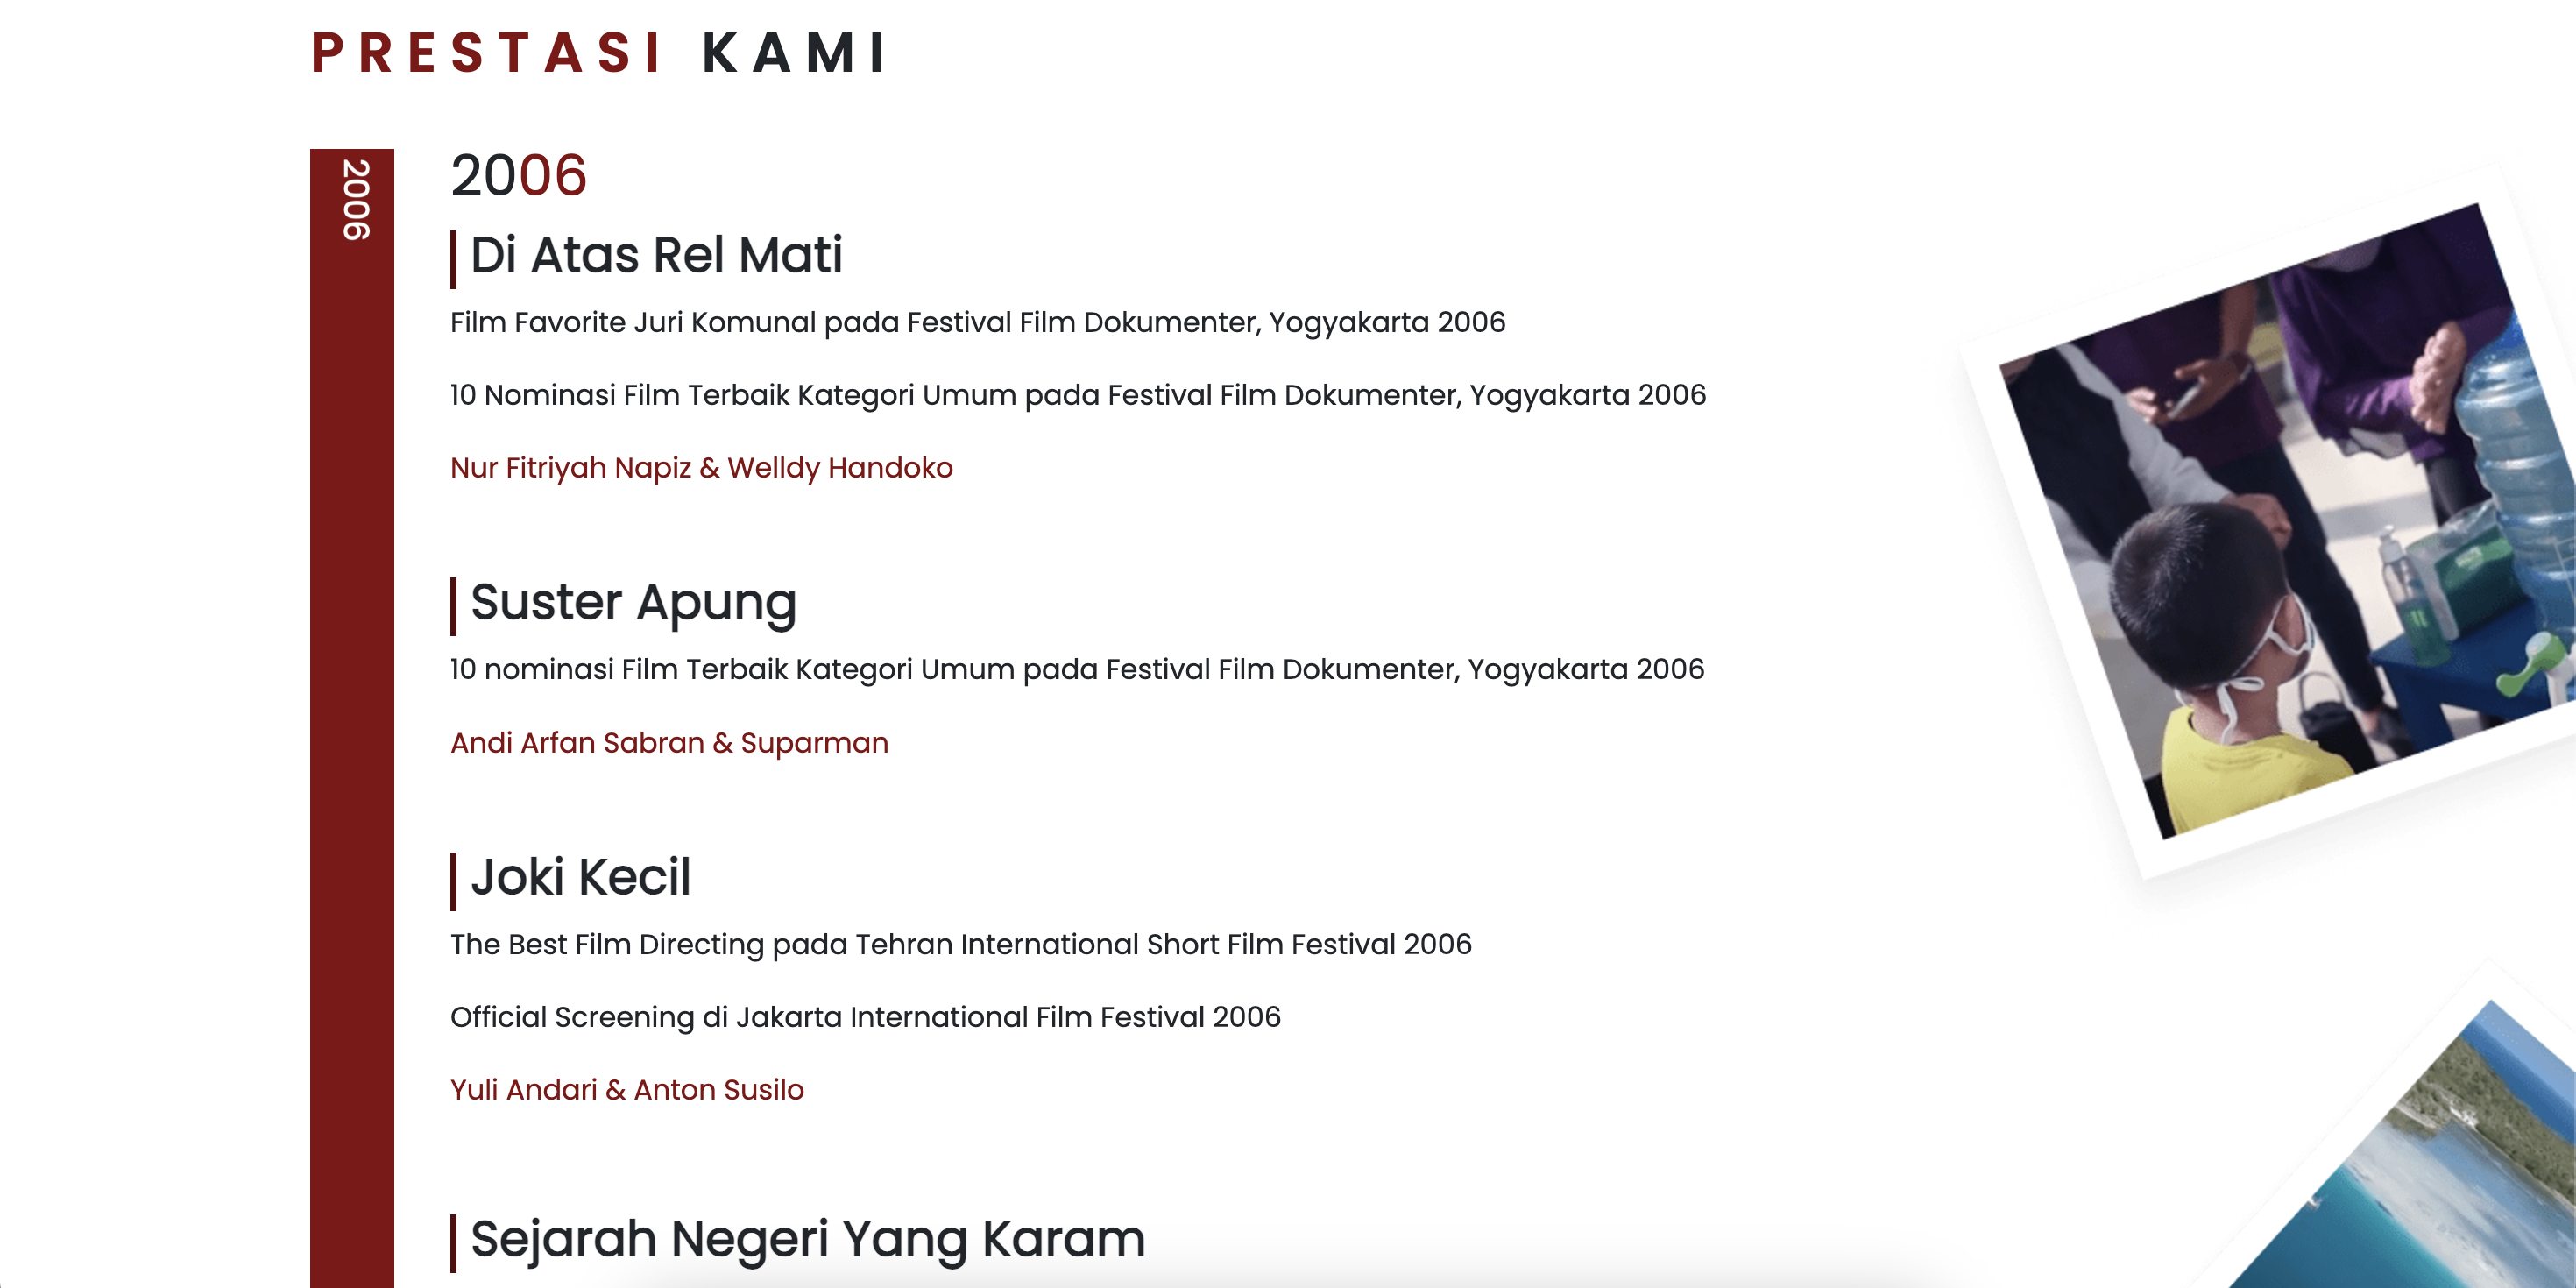 PRESTASI KAMI
2006
2006
Di Atas Rel Mati
Film Favorite Juri Komunal pada Festival Film Dokumenter, Yogyakarta 2006
10 Nominasi Film Terbaik Kategori Umum pada Festival Film Dokumenter, Yogyakarta 2006
Nur Fitriyah Napiz & Welldy Handoko
Suster Apung
10 nominasi Film Terbaik Kategori Umum pada Festival Film Dokumenter, Yogyakarta 2006
Andi Arfan Sabran & Suparman
Joki Kecil
The Best Film Directing pada Tehran International Short Film Festival 2006
Official Screening di Jakarta International Film Festival 2006
Yuli Andari & Anton Susilo
Sejarah Negeri Yang Karam